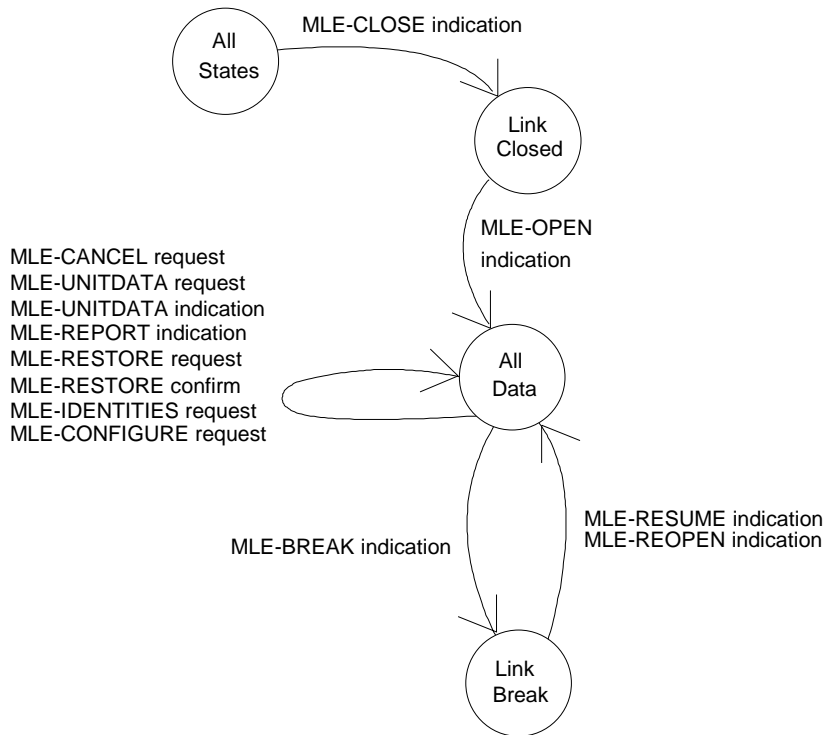 MLE-CLOSE indication
All
States
Link
Closed
MLE-OPEN
indication
MLE-CANCEL request
MLE-UNITDATA request
MLE-UNITDATA indication
MLE-REPORT indication
MLE-RESTORE request
MLE-RESTORE confirm
MLE-IDENTITIES request
MLE-CONFIGURE request
All
Data
MLE-BREAK indication
MLE-RESUME indication
MLE-REOPEN indication
Link
Break